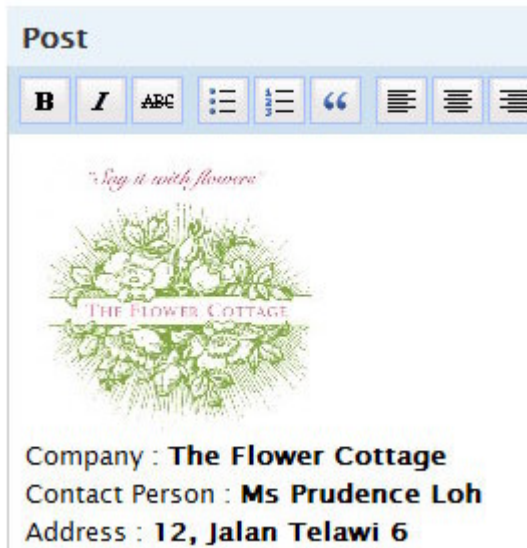 Post
B I ABC
"Say it with flowers"
THE FLOWER COTTAGE
Company : The Flower Cottage
Contact Person : Ms Prudence Loh
Address : 12, Jalan Telawi 6